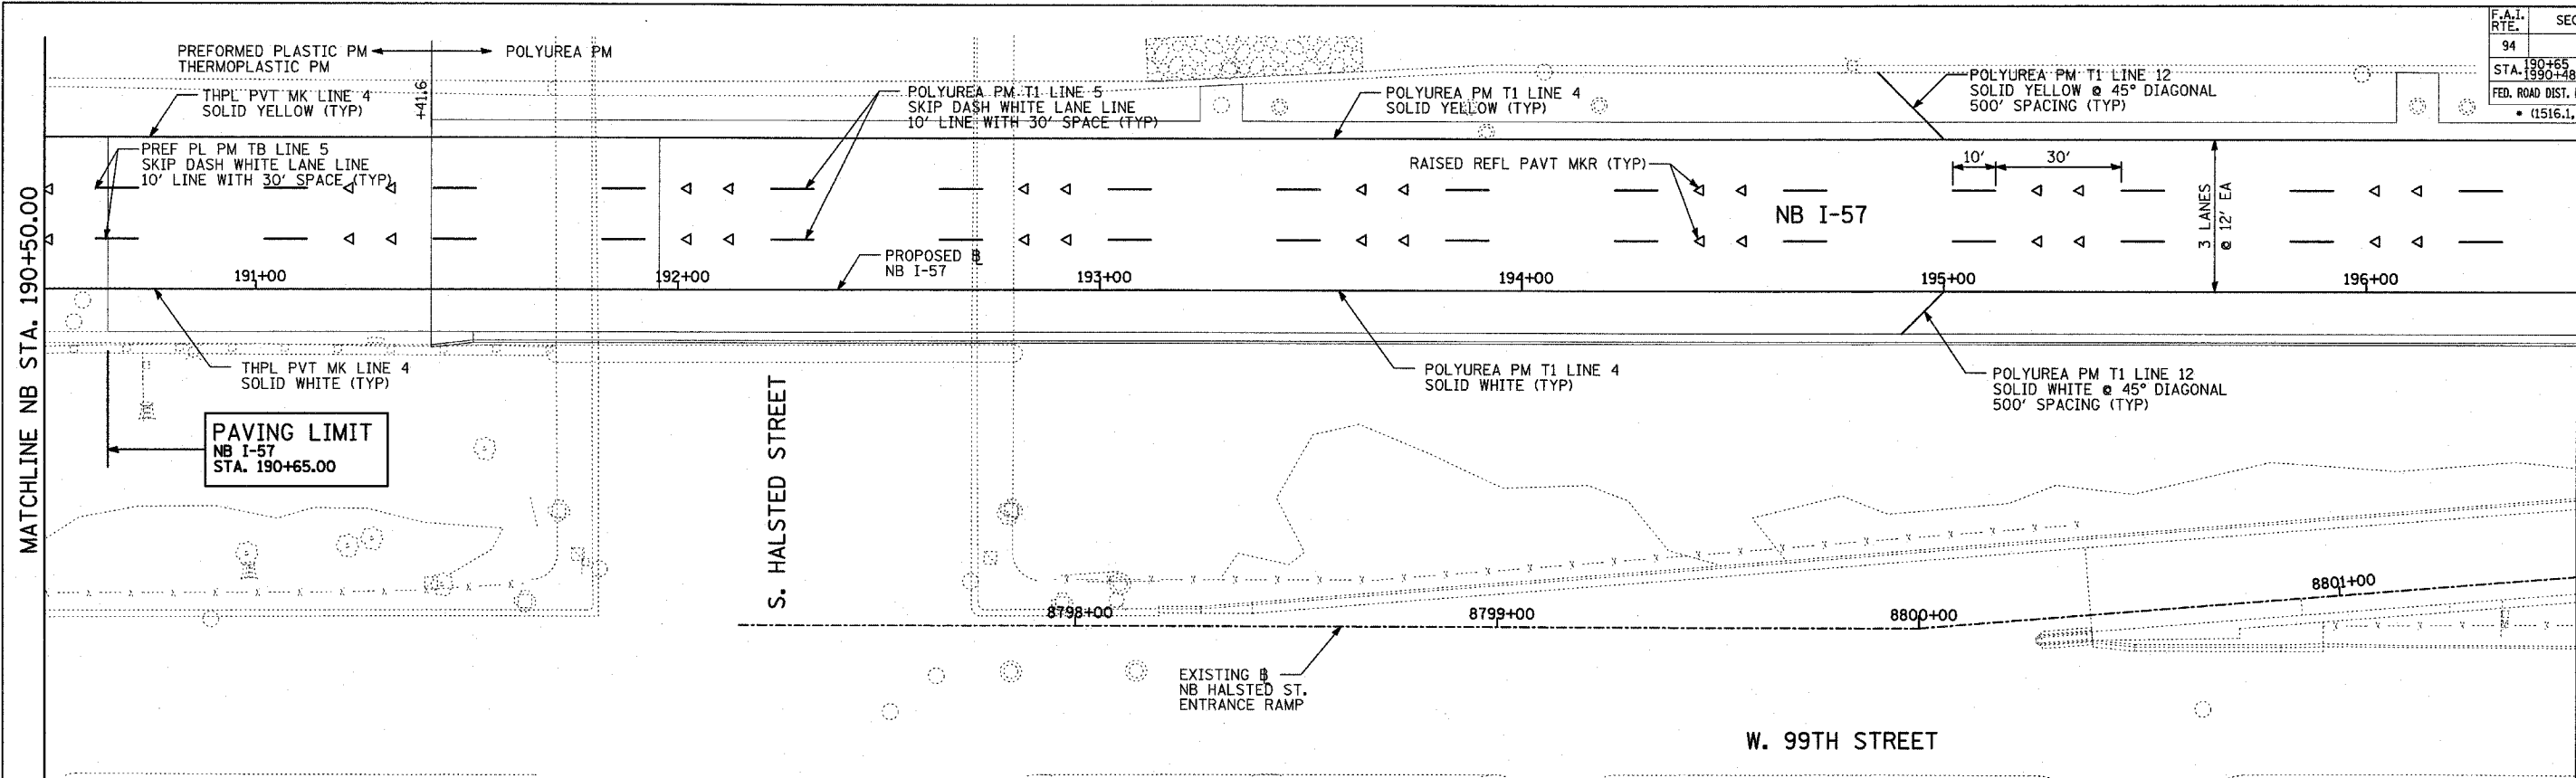 F.A.I. RTE.
SEC
94
STA. 190+65
1990+48
FED. ROAD DIST.
• (1516.1,
PREFORMED PLASTIC PM
THERMOPLASTIC PM
POLYUREA PM
+41.6
THPL PVT MK LINE 4
SOLID YELLOW (TYP)
PREF PL PM TB LINE 5
SKIP DASH WHITE LANE LINE
10' LINE WITH 30' SPACE (TYP)
POLYUREA PM T1 LINE 5
SKIP DASH WHITE LANE LINE
10' LINE WITH 30' SPACE (TYP)
POLYUREA PM T1 LINE 4
SOLID YELLOW (TYP)
POLYUREA PM T1 LINE 12
SOLID YELLOW @ 45° DIAGONAL
500' SPACING (TYP)
RAISED REFL PAVT MKR (TYP)
10'
30'
NB I-57
3 LANES
@ 12' EA
MATCHLINE NB STA. 190+50.00
PROPOSED ℄
NB I-57
191+00
192+00
193+00
194+00
195+00
196+00
THPL PVT MK LINE 4
SOLID WHITE (TYP)
POLYUREA PM T1 LINE 4
SOLID WHITE (TYP)
POLYUREA PM T1 LINE 12
SOLID WHITE @ 45° DIAGONAL
500' SPACING (TYP)
PAVING LIMIT
NB I-57
STA. 190+65.00
S. HALSTED STREET
8798+00
8799+00
8800+00
8801+00
EXISTING ℄
NB HALSTED ST.
ENTRANCE RAMP
W. 99TH STREET